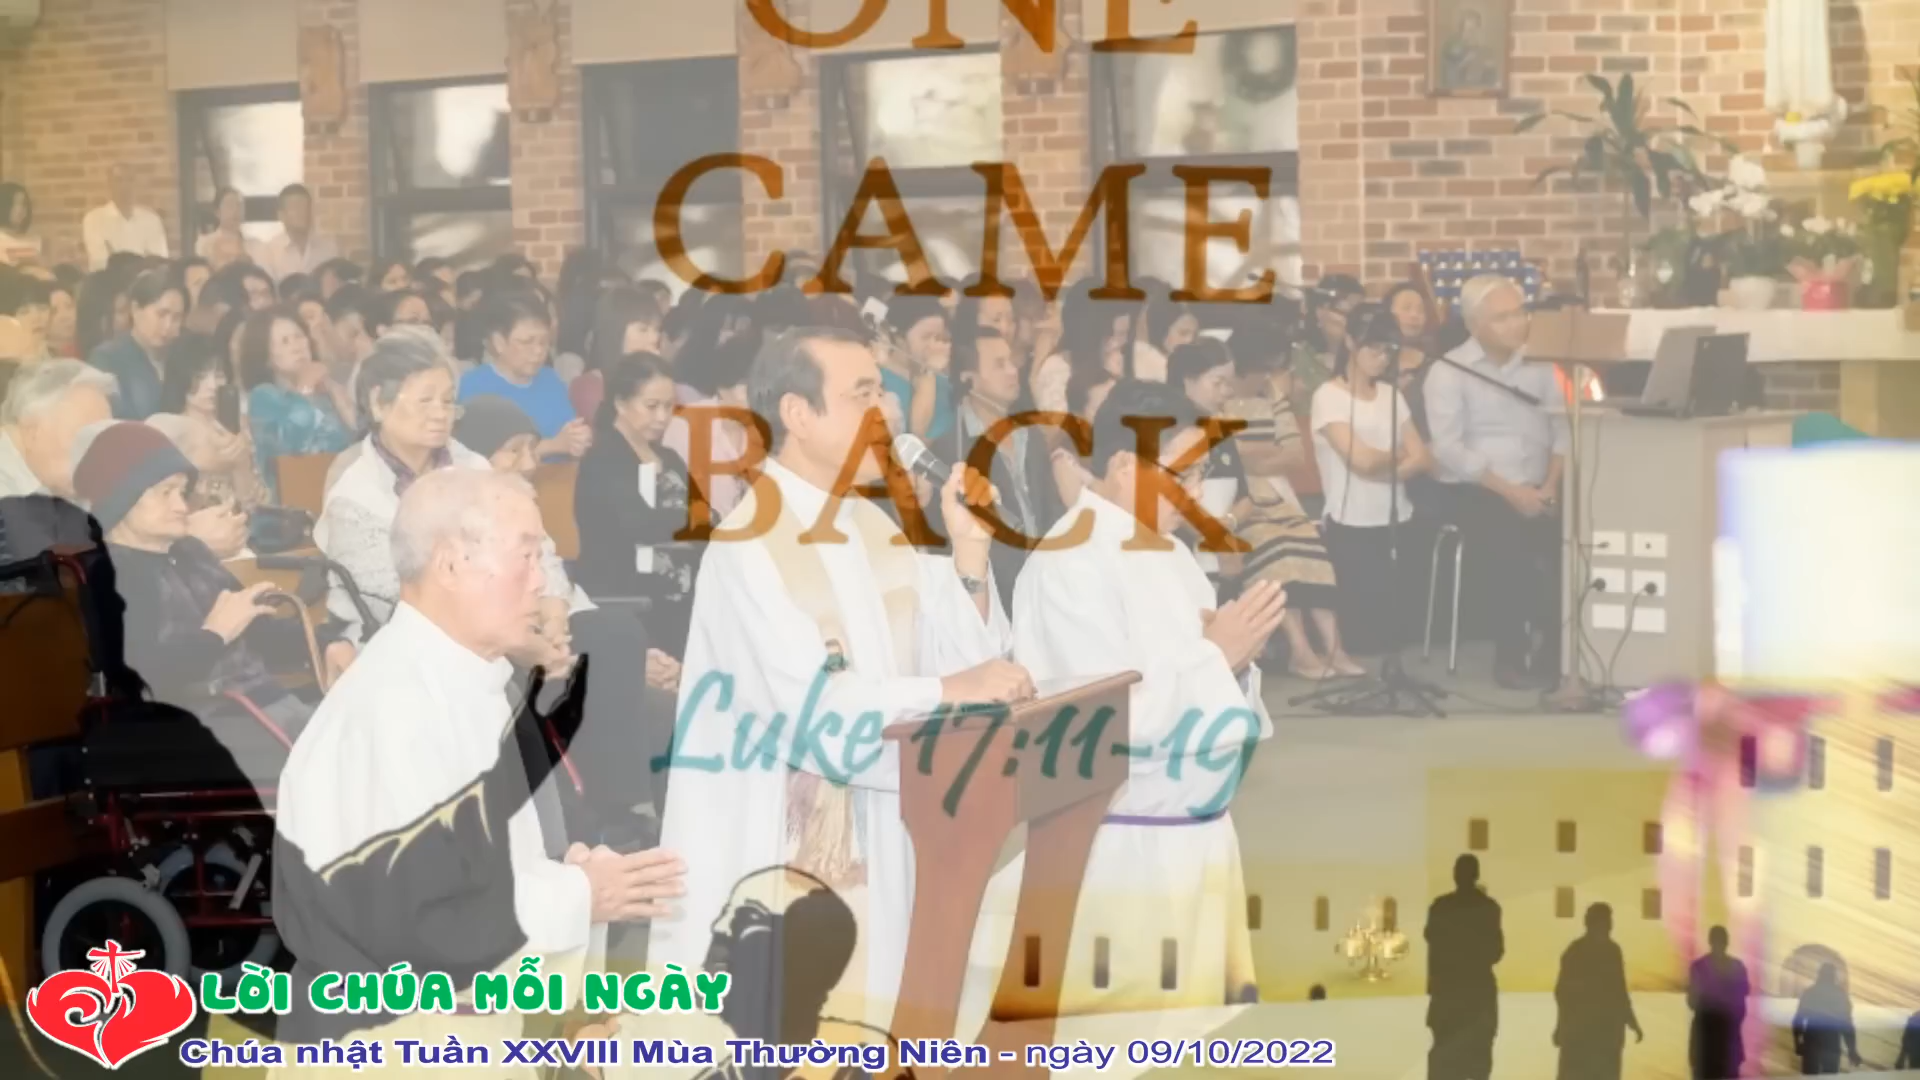 ONE
CAME
BACK
Luke 17:11-19
LỜI CHÚA MỖI NGÀY
Chúa nhật Tuần XXVIII Mùa Thường Niên - ngày 09/10/2022